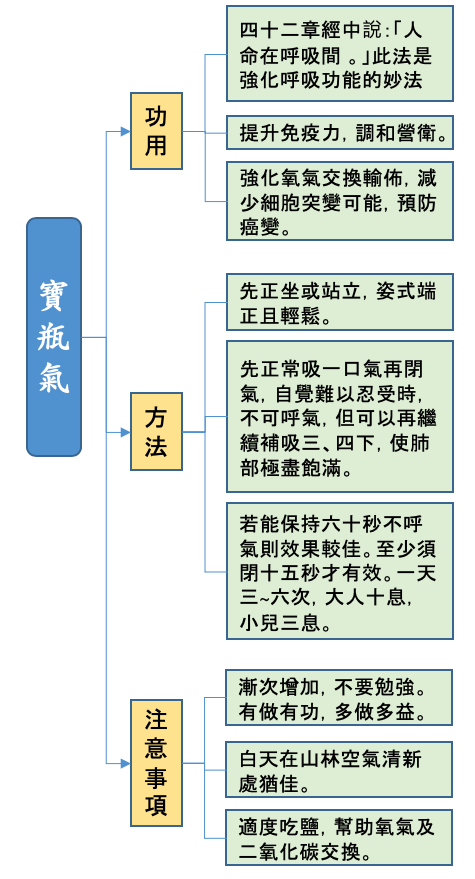 寶瓶氣
功用
四十二章經中說:「人
命在呼吸間 。」此法是
強化呼吸功能的妙法
提升免疫力, 調和營衛。
強化氧氣交換輸佈, 減
少細胞突變可能, 預防
癌變。
方法
先正坐或站立, 姿式端
正且輕鬆。
先正常吸一口氣再閉
氣, 自覺難以忍受時,
不可呼氣, 但可以再繼
續補吸三、四下, 使肺
部極盡飽滿。
若能保持六十秒不呼
氣則效果較佳。至少須
閉十五秒才有效。一天
三~六次, 大人十息,
小兒三息。
注意事項
漸次增加, 不要勉強。
有做有功, 多做多益。
白天在山林空氣清新
處猶佳。
適度吃鹽, 幫助氧氣及
二氧化碳交換。